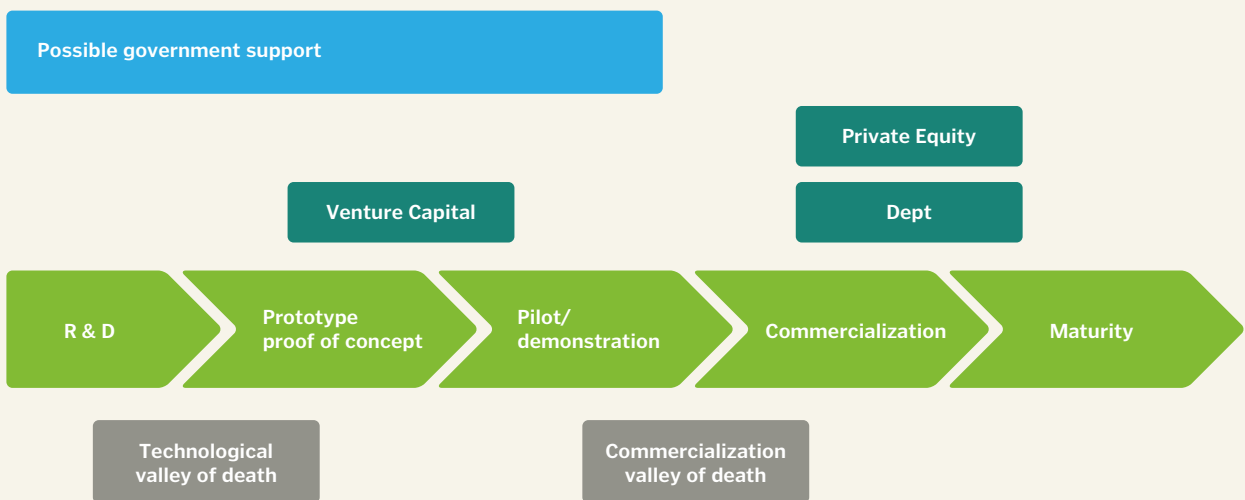 Possible government support
Private Equity
Venture Capital
Dept
R & D
Prototype
proof of concept
Pilot/
demonstration
Commercialization
Maturity
Technological
valley of death
Commercialization
valley of death